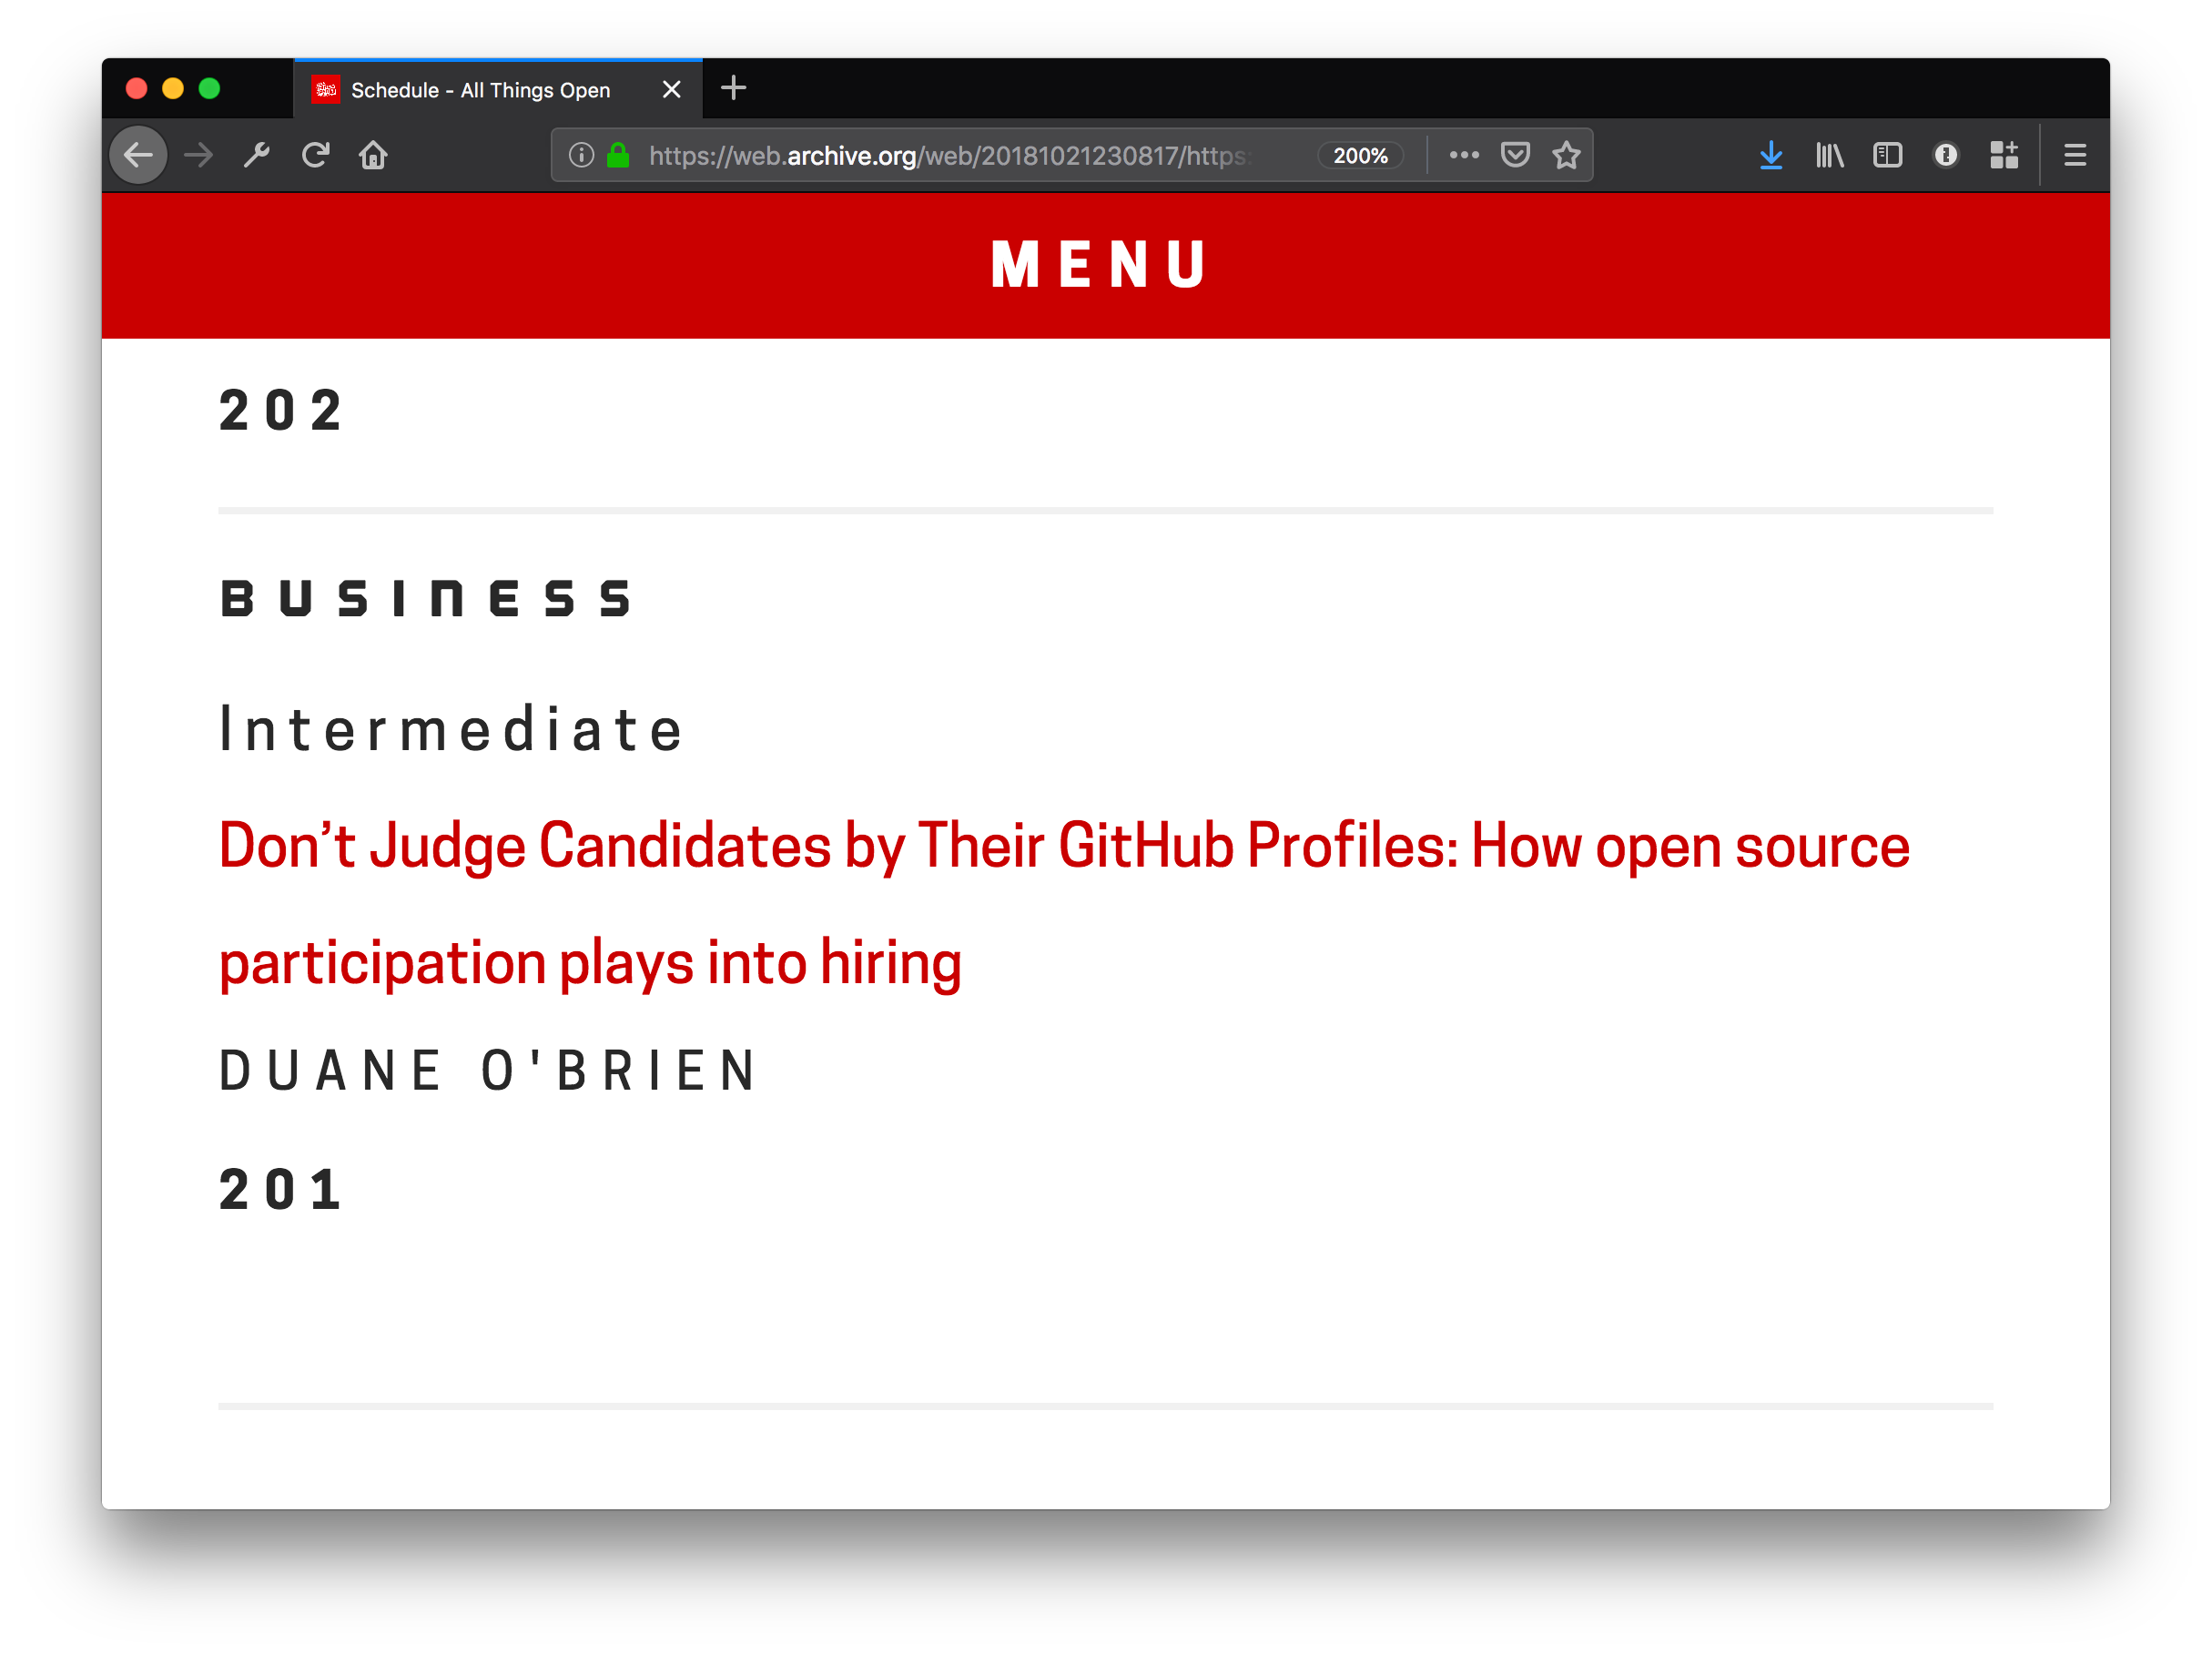 Schedule - All Things Open
https://web.archive.org/web/20181021230817/https:
200%
MENU
202
BUSINESS
Intermediate
Don’t Judge Candidates by Their GitHub Profiles: How open source
participation plays into hiring
DUANE O'BRIEN
201